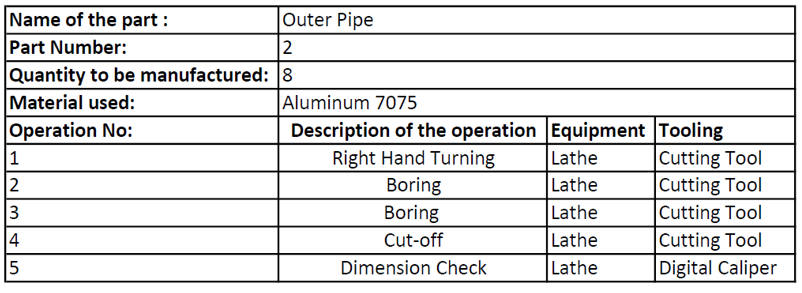 Name of the part : Outer Pipe
Part Number: 2
Quantity to be manufactured: 8
Material used: Aluminum 7075
Operation No: Description of the operation Equipment Tooling
1 Right Hand Turning Lathe Cutting Tool
2 Boring Lathe Cutting Tool
3 Boring Lathe Cutting Tool
4 Cut-off Lathe Cutting Tool
5 Dimension Check Lathe Digital Caliper